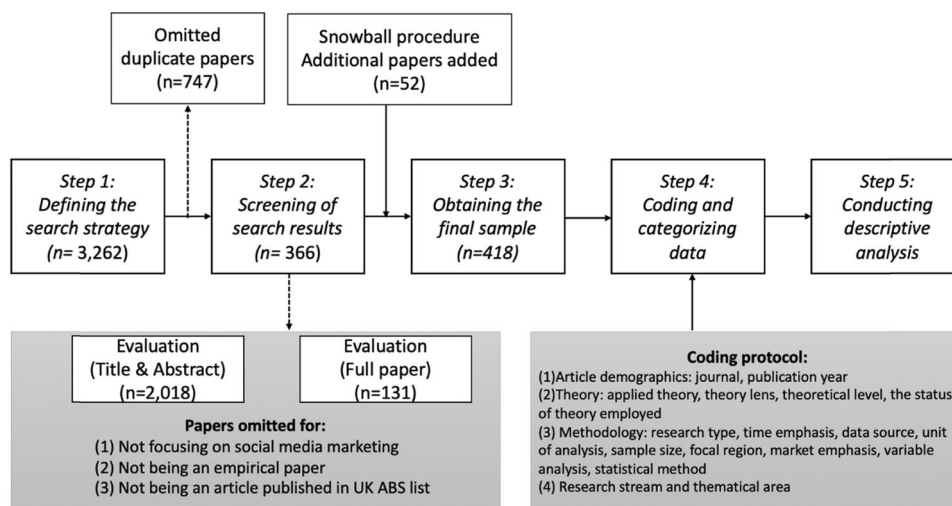 Omitted
duplicate papers
(n=747)
Snowball procedure
Additional papers added
(n=52)
Step 1:
Defining the
search strategy
(n= 3,262)
Step 2:
Screening of
search results
(n= 366)
Step 3:
Obtaining the
final sample
(n=418)
Step 4:
Coding and
categorizing
data
Step 5:
Conducting
descriptive
analysis
Evaluation
(Title & Abstract)
(n=2,018)
Evaluation
(Full paper)
(n=131)
Papers omitted for:
(1) Not focusing on social media marketing
(2) Not being an empirical paper
(3) Not being an article published in UK ABS list
Coding protocol:
(1)Article demographics: journal, publication year
(2)Theory: applied theory, theory lens, theoretical level, the status
of theory employed
(3) Methodology: research type, time emphasis, data source, unit
of analysis, sample size, focal region, market emphasis, variable
analysis, statistical method
(4) Research stream and thematical area